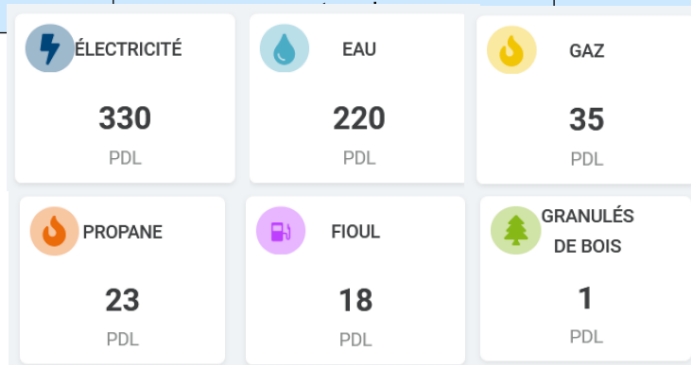 ÉLECTRICITÉ
330
PDL
EAU
220
PDL
GAZ
35
PDL
PROPANE
23
PDL
FIOUL
18
PDL
GRANULÉS
DE BOIS
1
PDL